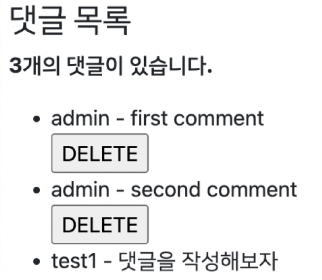 댓글 목록
3개의 댓글이 있습니다.
• admin - first comment
DELETE
• admin - second comment
DELETE
• test1 - 댓글을 작성해보자